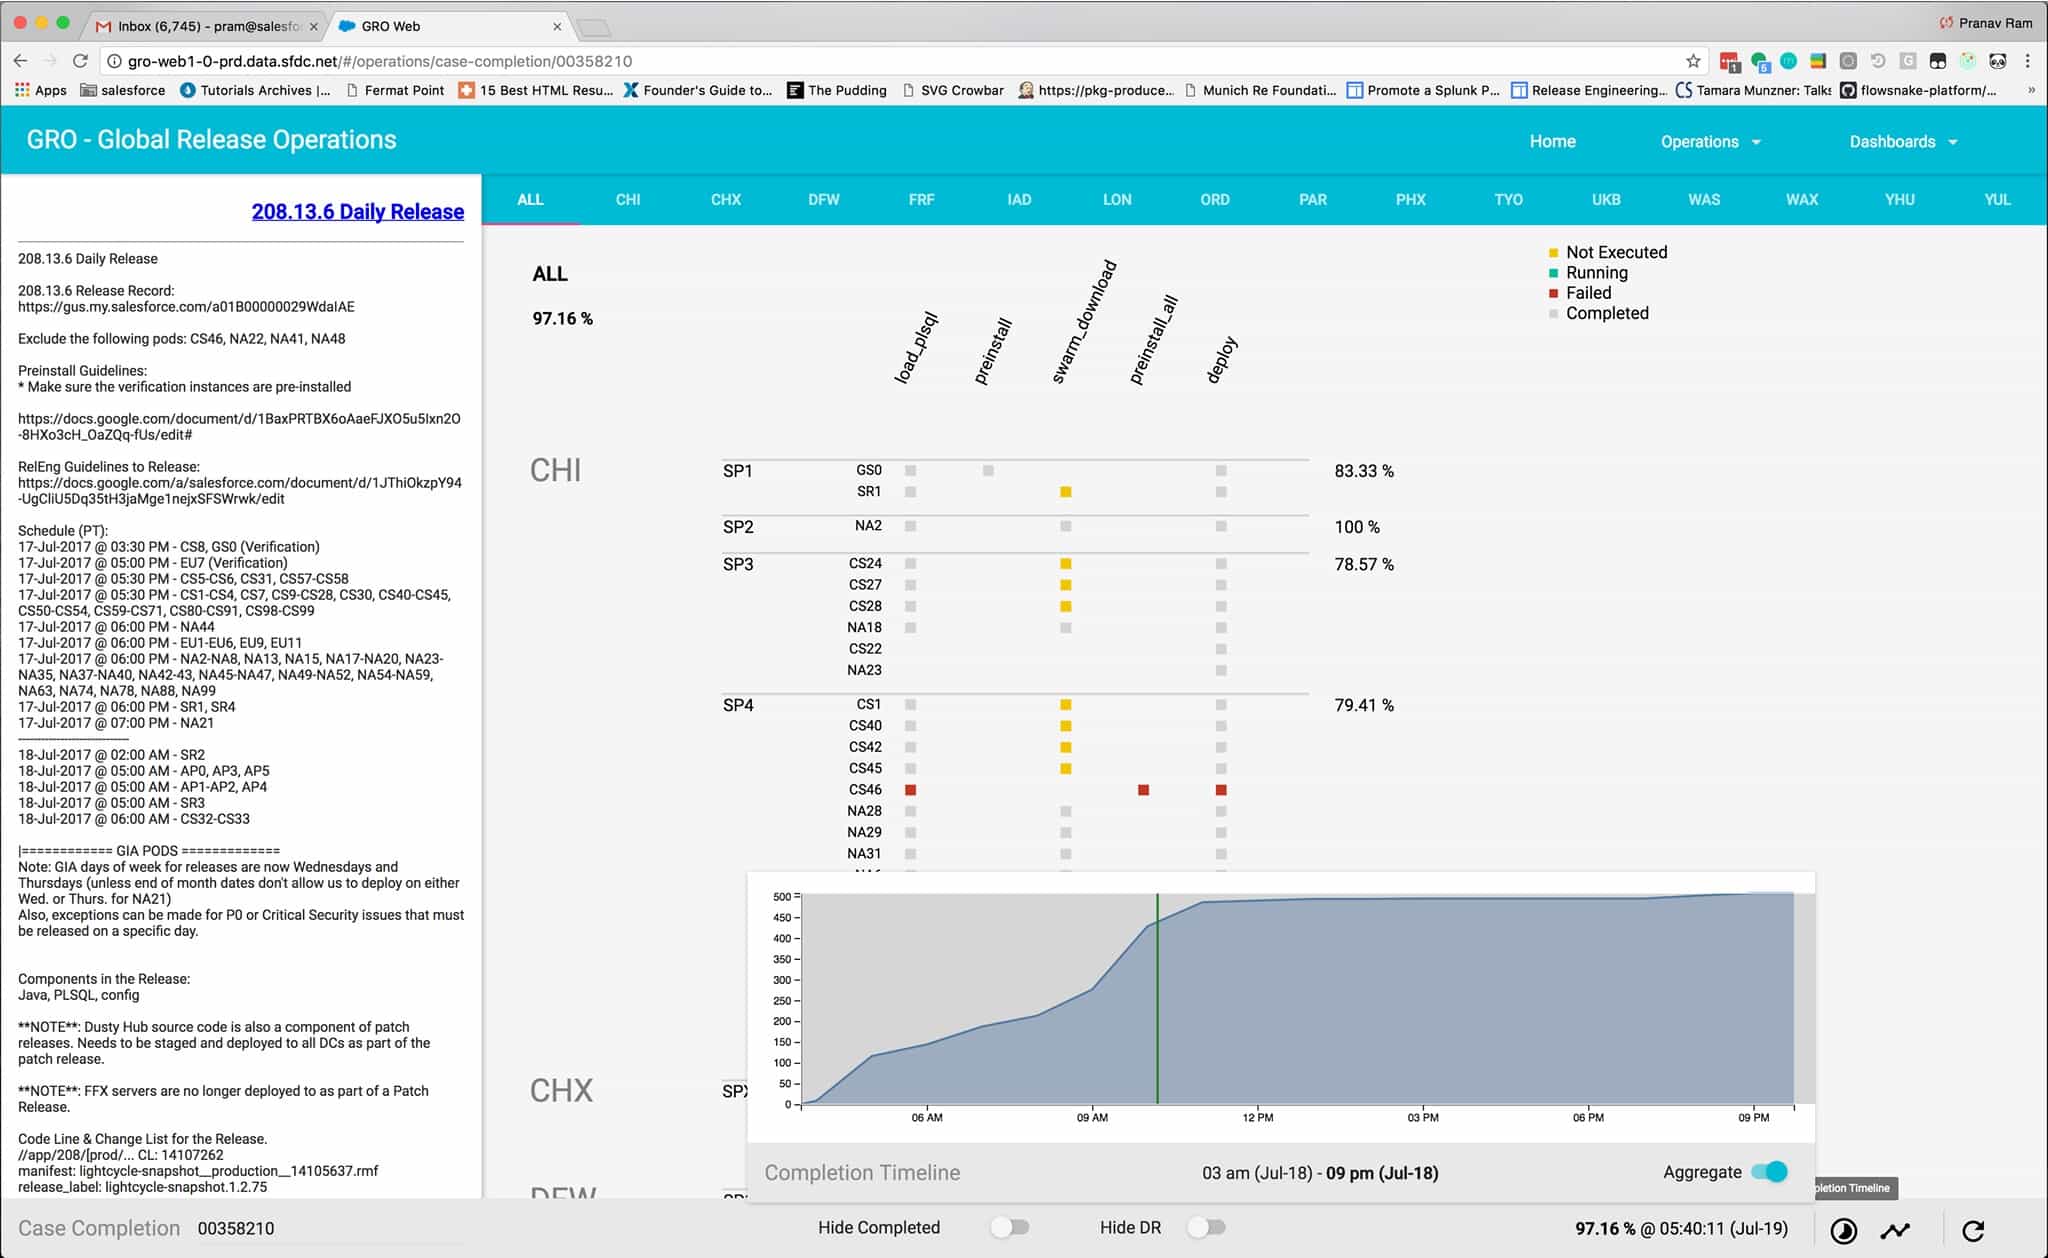 Inbox (6,745) - pram@salesfo
GRO Web
Pranav Ram
gro-web1-0-prd.data.sfdc.net/#/operations/case-completion/00358210
1
6
G
Apps
salesforce
Tutorials Archives |...
Fermat Point
15 Best HTML Resu...
Founder's Guide to...
The Pudding
SVG Crowbar
https://pkg-produce...
Munich Re Foundati...
Promote a Splunk P...
Release Engineering...
CS Tamara Munzner: Talks
flowsnake-platform/...
»
GRO - Global Release Operations
Home
Operations
Dashboards
ALL CHI CHX DFW FRF IAD LON ORD PAR PHX TYO UKB WAS WAX YHU YUL
208.13.6 Daily Release
208.13.6 Daily Release
208.13.6 Release Record:
https://gus.my.salesforce.com/a01B00000029WdaIAE
Exclude the following pods: CS46, NA22, NA41, NA48
Preinstall Guidelines:
* Make sure the verification instances are pre-installed
https://docs.google.com/document/d/1BaxPRTBX6oAaeFJXO5u5Ixn2O
-8HXo3cH_OaZQq-fUs/edit#
RelEng Guidelines to Release:
https://docs.google.com/a/salesforce.com/document/d/1JThiOkzpY94
-UgCliU5Dq35tH3jaMge1nejxSFSWrwk/edit
Schedule (PT):
17-Jul-2017 @ 03:30 PM - CS8, GS0 (Verification)
17-Jul-2017 @ 05:00 PM - EU7 (Verification)
17-Jul-2017 @ 05:30 PM - CS5-CS6, CS31, CS57-CS58
17-Jul-2017 @ 05:30 PM - CS1-CS4, CS7, CS9-CS28, CS30, CS40-CS45,
CS50-CS54, CS59-CS71, CS80-CS91, CS98-CS99
17-Jul-2017 @ 06:00 PM - NA44
17-Jul-2017 @ 06:00 PM - EU1-EU6, EU9, EU11
17-Jul-2017 @ 06:00 PM - NA2-NA8, NA13, NA15, NA17-NA20, NA23-
NA35, NA37-NA40, NA42-43, NA45-NA47, NA49-NA52, NA54-NA59,
NA63, NA74, NA78, NA88, NA99
17-Jul-2017 @ 06:00 PM - SR1, SR4
17-Jul-2017 @ 07:00 PM - NA21
----------------------------
18-Jul-2017 @ 02:00 AM - SR2
18-Jul-2017 @ 05:00 AM - AP0, AP3, AP5
18-Jul-2017 @ 05:00 AM - AP1-AP2, AP4
18-Jul-2017 @ 05:00 AM - SR3
18-Jul-2017 @ 06:00 AM - CS32-CS33
|============ GIA PODS =============
Note: GIA days of week for releases are now Wednesdays and
Thursdays (unless end of month dates don't allow us to deploy on either
Wed. or Thurs. for NA21)
Also, exceptions can be made for P0 or Critical Security issues that must
be released on a specific day.
Components in the Release:
Java, PLSQL, config
**NOTE**: Dusty Hub source code is also a component of patch
releases. Needs to be staged and deployed to all DCs as part of the
patch release.
**NOTE**: FFX servers are no longer deployed to as part of a Patch
Release.
Code Line & Change List for the Release.
//app/208/[prod/... CL: 14107262
manifest: lightcycle-snapshot__production__14105637.rmf
release_label: lightcycle-snapshot.1.2.75
ALL
97.16 %
load_plsql
preinstall
swarm_download
preinstall_all
deploy
Not Executed
Running
Failed
Completed
CHI
SP1 GS0 83.33 %
SR1
SP2 NA2 100 %
SP3 CS24 78.57 %
CS27
CS28
NA18
CS22
NA23
SP4 CS1 79.41 %
CS40
CS42
CS45
CS46
NA28
NA29
NA31
CHX
DFW
500
450
400
350
300
250
200
150
100
50
0
06 AM 09 AM 12 PM 03 PM 06 PM 09 PM
Completion Timeline
03 am (Jul-18) - 09 pm (Jul-18)
Aggregate
pletion Timeline
Case Completion 00358210
Hide Completed
Hide DR
97.16 % @ 05:40:11 (Jul-19)